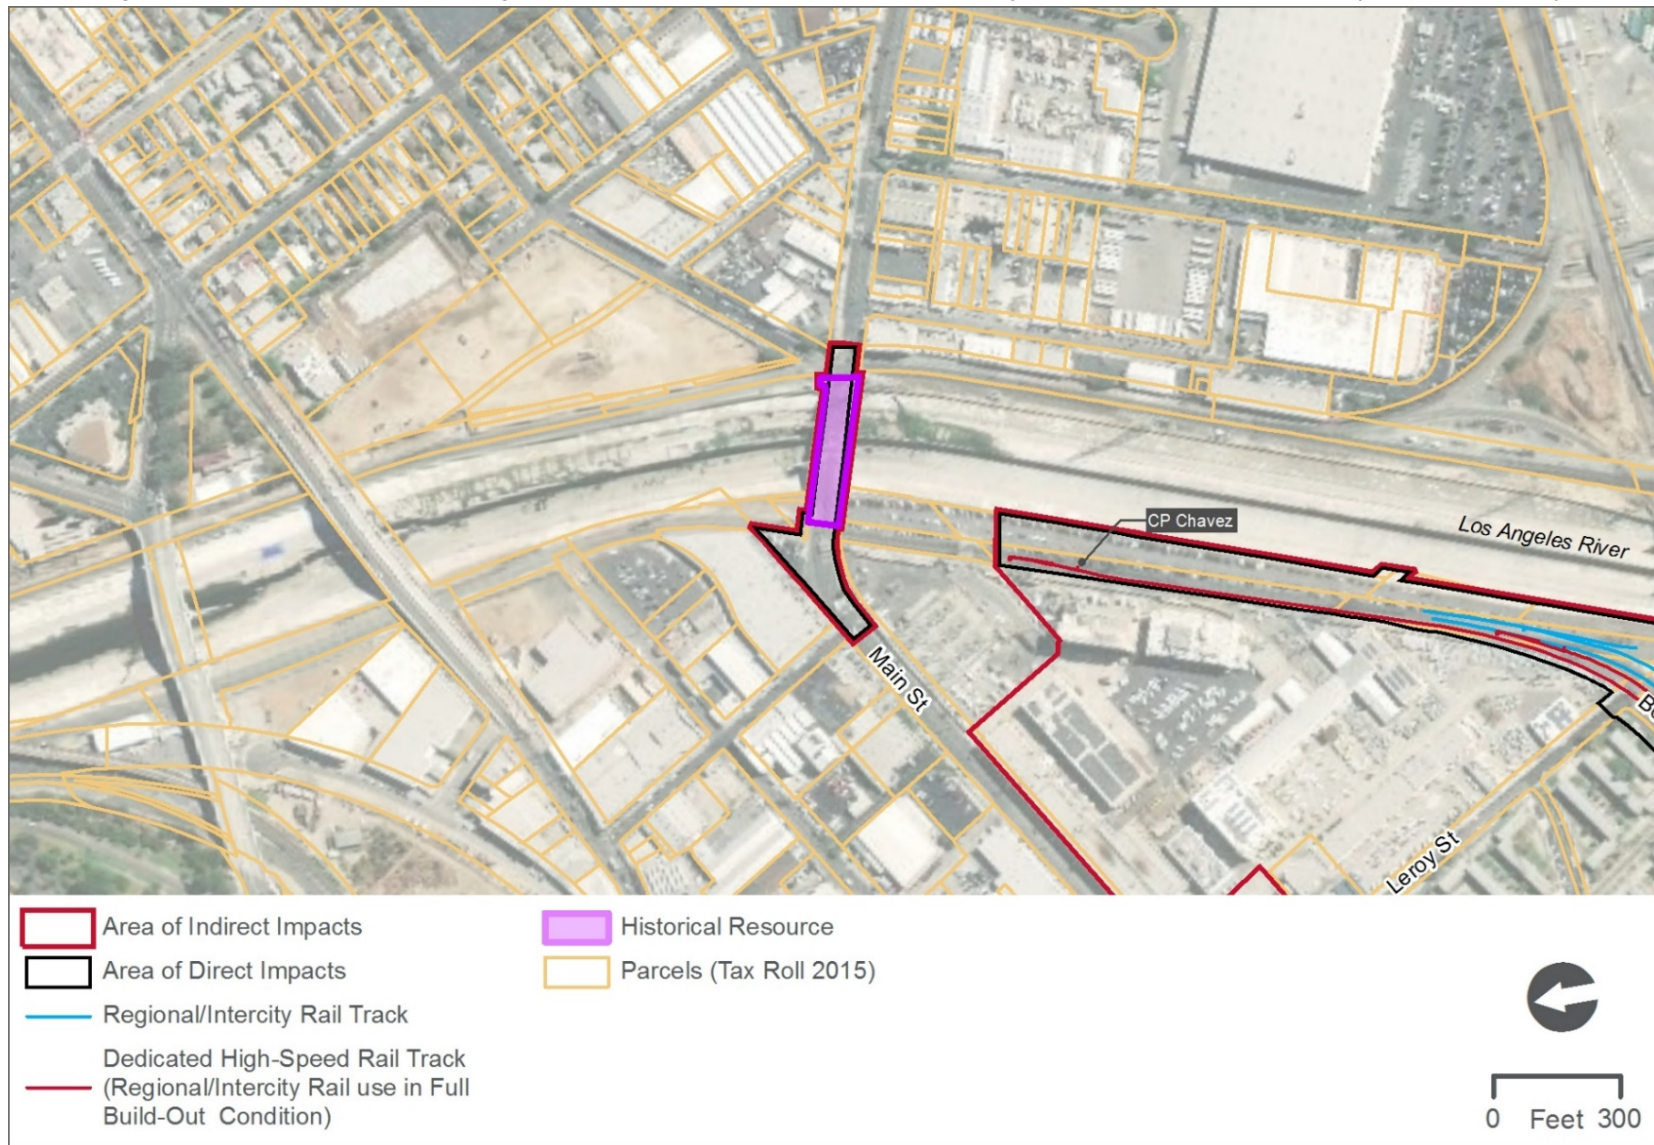 CP Chavez
Los Angeles River
Main St
Leroy St
Area of Indirect Impacts
Historical Resource
Area of Direct Impacts
Parcels (Tax Roll 2015)
Regional/Intercity Rail Track
Dedicated High-Speed Rail Track
(Regional/Intercity Rail use in Full
Build-Out Condition)
0 Feet 300